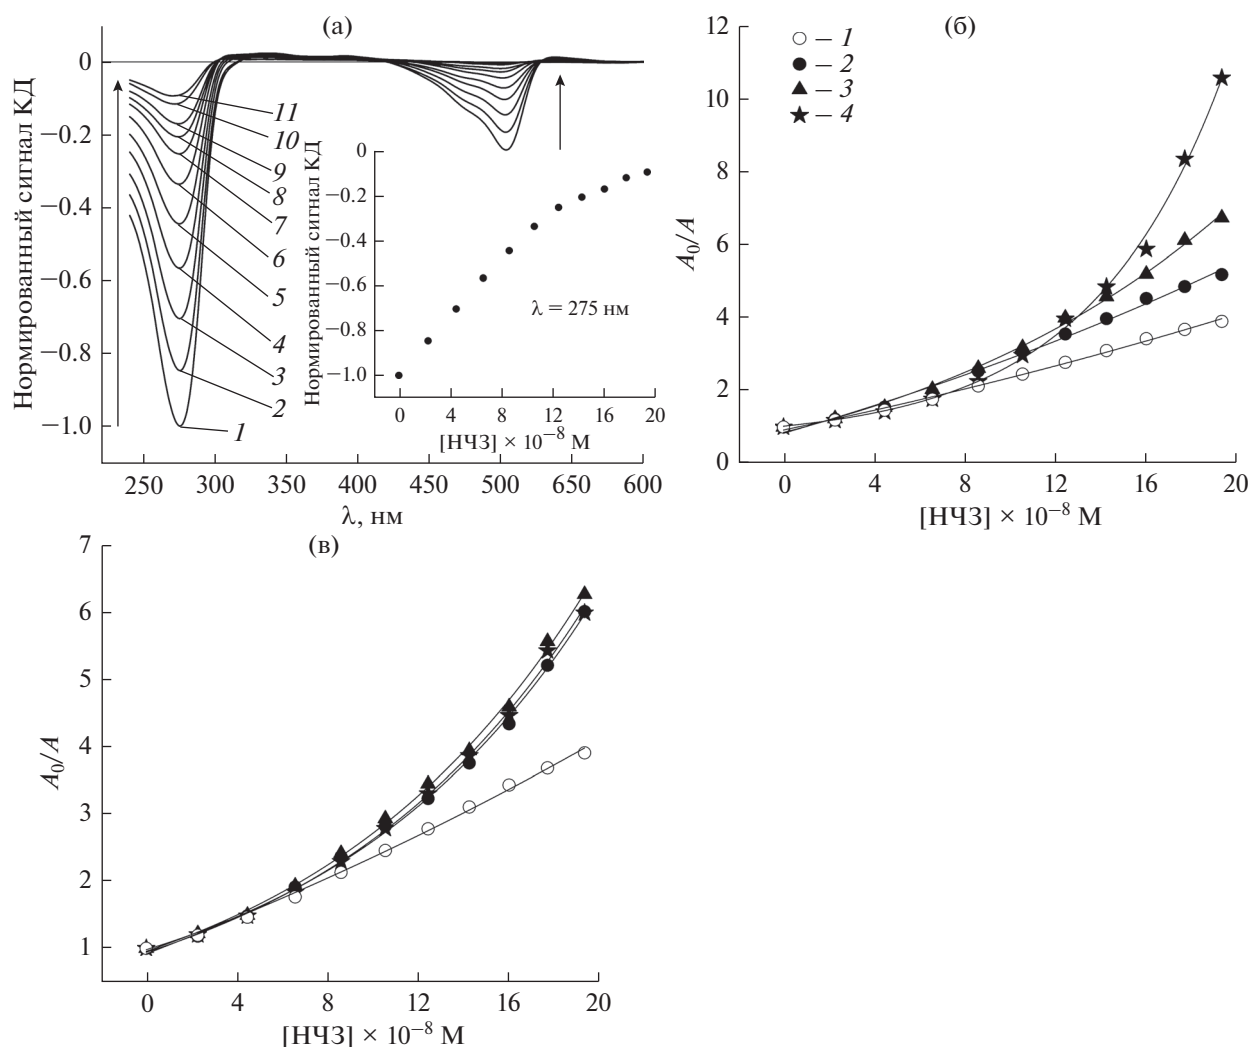 (а)
Нормированный сигнал КД
0
−0.2
−0.4
−0.6
−0.8
−1.0
11
10
9
8
7
6
5
4
3
2
1
250 300 350 400 450 500 650 600
λ, нм
Нормированный сигнал КД
0
−0.2
−0.4
−0.6
−0.8
−1.0
λ = 275 нм
0 4 8 12 16 20
[НЧЗ] × 10−8 М
(б)
A0/A
12
10
8
6
4
2
0
– 1
– 2
– 3
– 4
0 4 8 12 16 20
[НЧЗ] × 10−8 М
(в)
A0/A
7
6
5
4
3
2
1
0 4 8 12 16 20
[НЧЗ] × 10−8 М